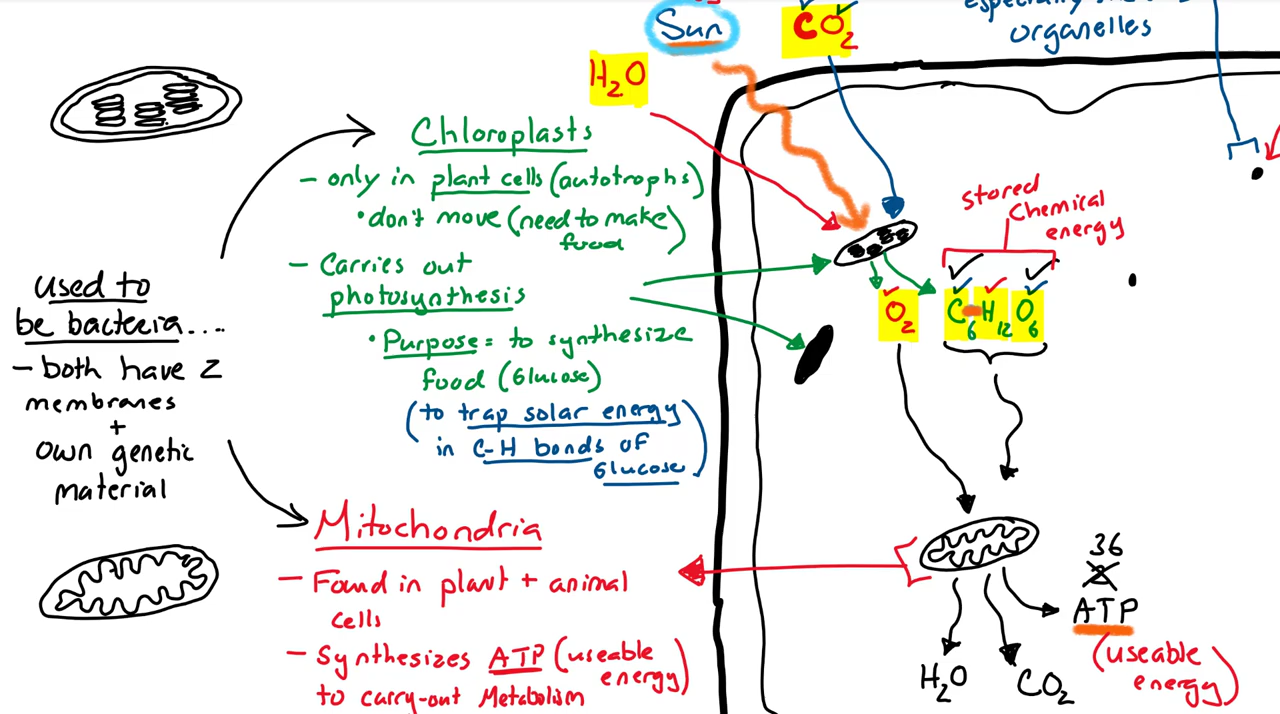 Sun
CO2
organelles
H2O
Chloroplasts
- only in plant cells (autotrophs)
• don't move (need to make food)
- Carries out
photosynthesis
• Purpose = to synthesize
food (Glucose)
(to trap solar energy
in C-H bonds of
Glucose)
used to
be bacteria....
- both have 2
membranes
+
own genetic
material
Mitochondria
- Found in plant + animal
cells
- Synthesizes ATP (useable
energy)
to carry-out Metabolism
stored
Chemical
energy
O2
C6H12O6
36
ATP
(useable
energy)
H2O
CO2